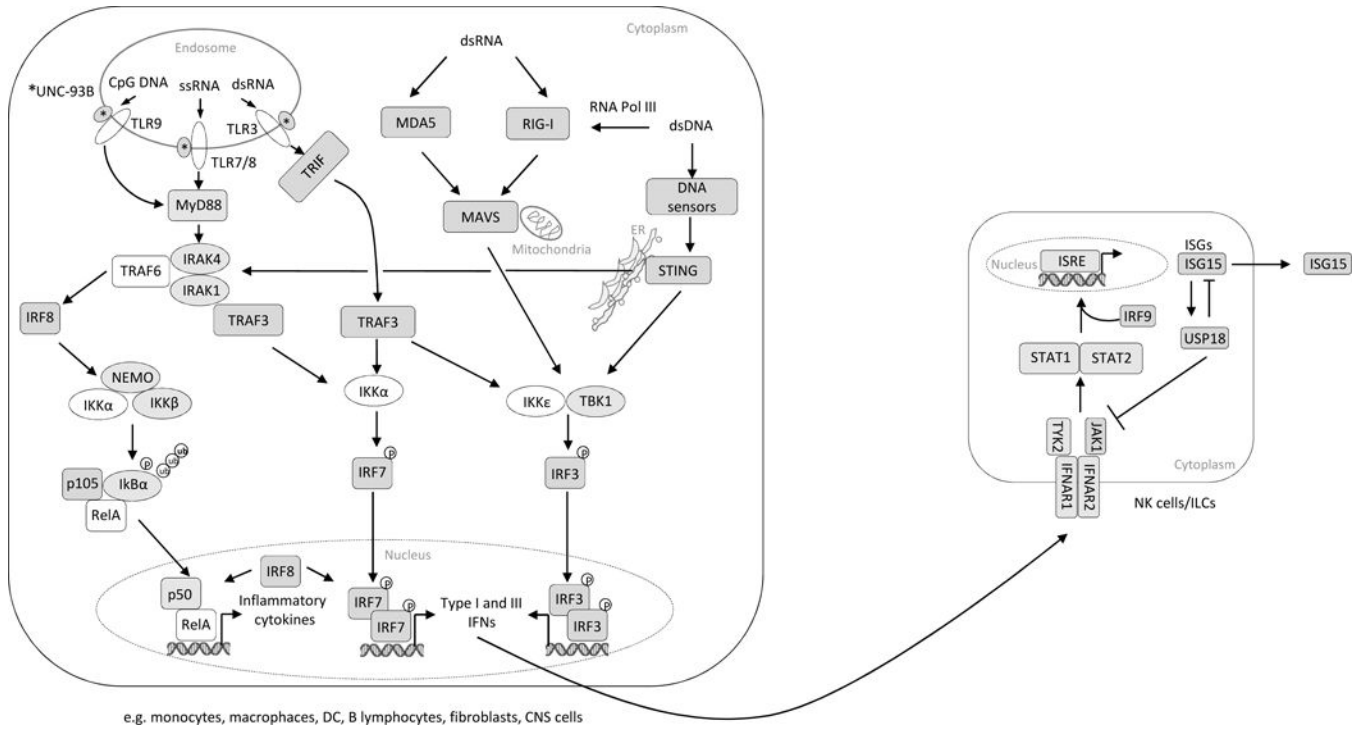 Cytoplasm
Endosome
dsRNA
CpG DNA
ssRNA
dsRNA
*UNC-93B
*
*
*
TLR9
TLR3
TLR7/8
TRIF
MDA5
RIG-I
RNA Pol III
dsDNA
MyD88
MAVS
Mitochondria
DNA
sensors
ER
STING
IRAK4
TRAF6
IRAK1
IRF8
TRAF3
TRAF3
NEMO
IKKα
IKKβ
IKKα
IKKε
TBK1
P
ub
ub
ub
p105
IkBα
RelA
IRF7
P
IRF3
P
Nucleus
p50
RelA
IRF8
Inflammatory
cytokines
IRF7
P
IRF7
P
Type I and III
IFNs
IRF3
P
IRF3
P
e.g. monocytes, macrophaces, DC, B lymphocytes, fibroblasts, CNS cells
Nucleus
ISRE
ISGs
ISG15
ISG15
IRF9
USP18
STAT1
STAT2
TYK2
JAK1
IFNAR1
IFNAR2
Cytoplasm
NK cells/ILCs